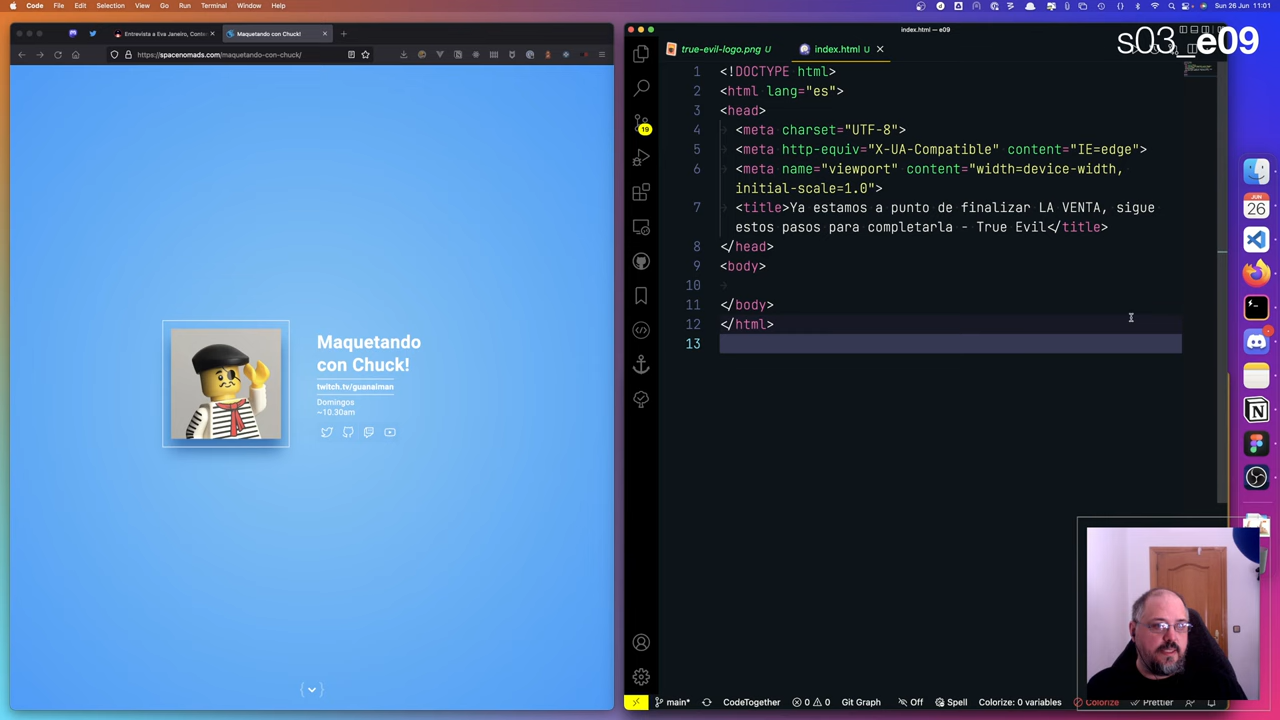 Code File Edit Selection View Go Run Terminal Window Help
Sun 26 Jun 11:01
Entrevista a Eva Janeiro, Conten
Maquetando con Chuck!
https://spacenomads.com/maquetando-con-chuck/
Maquetando
con Chuck!
twitch.tv/guanaiman
Domingos
~10.30am
index.html — e09
s03_e09
true-evil-logo.png U
index.html U
1 <!DOCTYPE html>
2 <html lang="es">
3 <head>
4 <meta charset="UTF-8">
5 <meta http-equiv="X-UA-Compatible" content="IE=edge">
6 <meta name="viewport" content="width=device-width,
initial-scale=1.0">
7 <title>Ya estamos a punto de finalizar LA VENTA, sigue
estos pasos para completarla - True Evil</title>
8 </head>
9 <body>
10
11 </body>
12 </html>
13
19
JUN
26
main* CodeTogether 0 0 Git Graph Off Spell Colorize: 0 variables Colorize Prettier